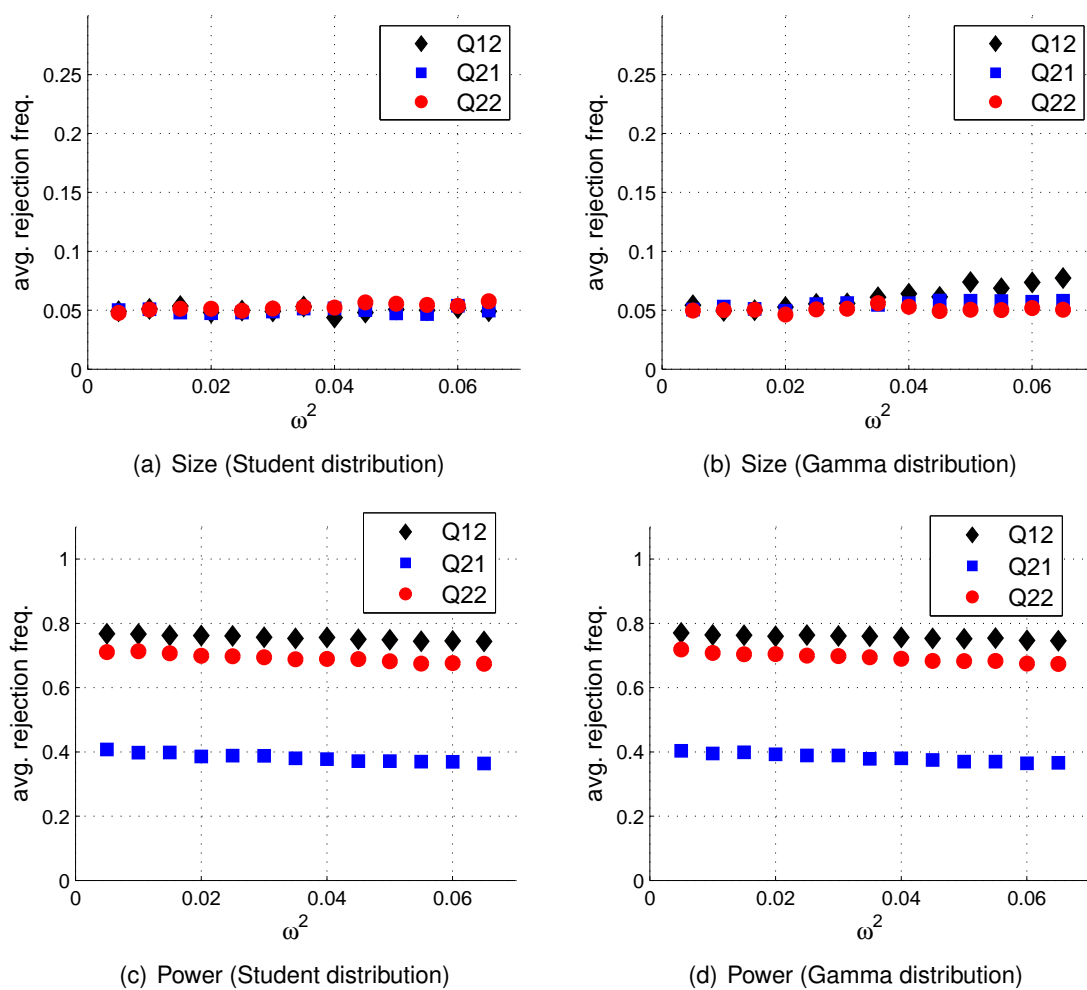 Q12
Q21
Q22
avg. rejection freq.
0.25
0.2
0.15
0.1
0.05
0
0
0.02
0.04
0.06
ω²
(a) Size (Student distribution)
Q12
Q21
Q22
avg. rejection freq.
0.25
0.2
0.15
0.1
0.05
0
0
0.02
0.04
0.06
ω²
(b) Size (Gamma distribution)
Q12
Q21
Q22
avg. rejection freq.
1
0.8
0.6
0.4
0.2
0
0
0.02
0.04
0.06
ω²
(c) Power (Student distribution)
Q12
Q21
Q22
avg. rejection freq.
1
0.8
0.6
0.4
0.2
0
0
0.02
0.04
0.06
ω²
(d) Power (Gamma distribution)